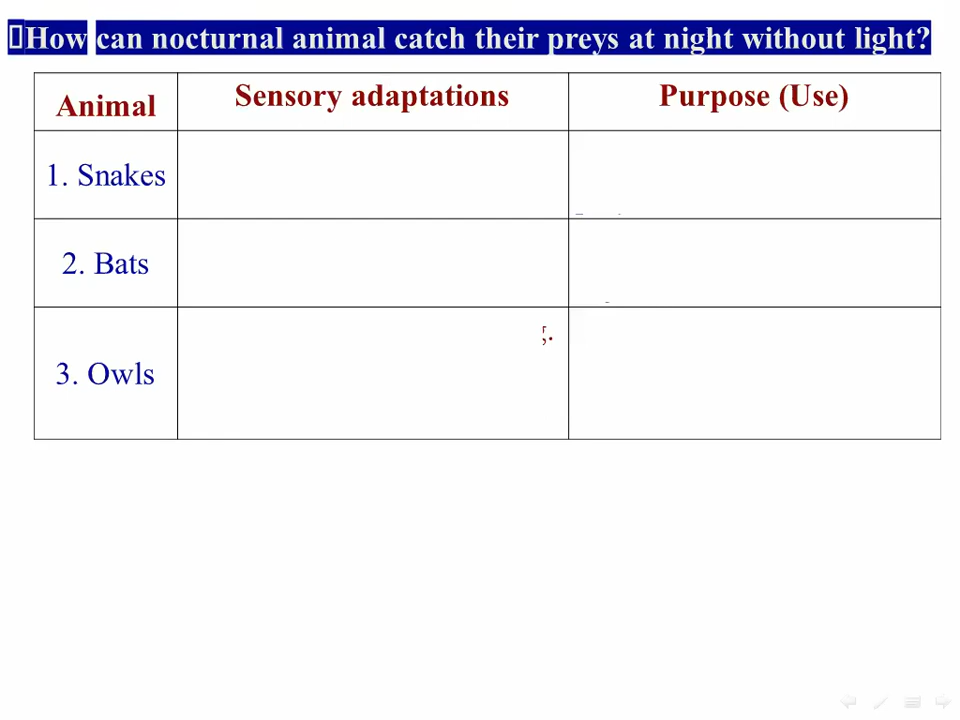 How can nocturnal animal catch their preys at night without light?
Animal
Sensory adaptations
Purpose (Use)
1. Snakes
2. Bats
3. Owls